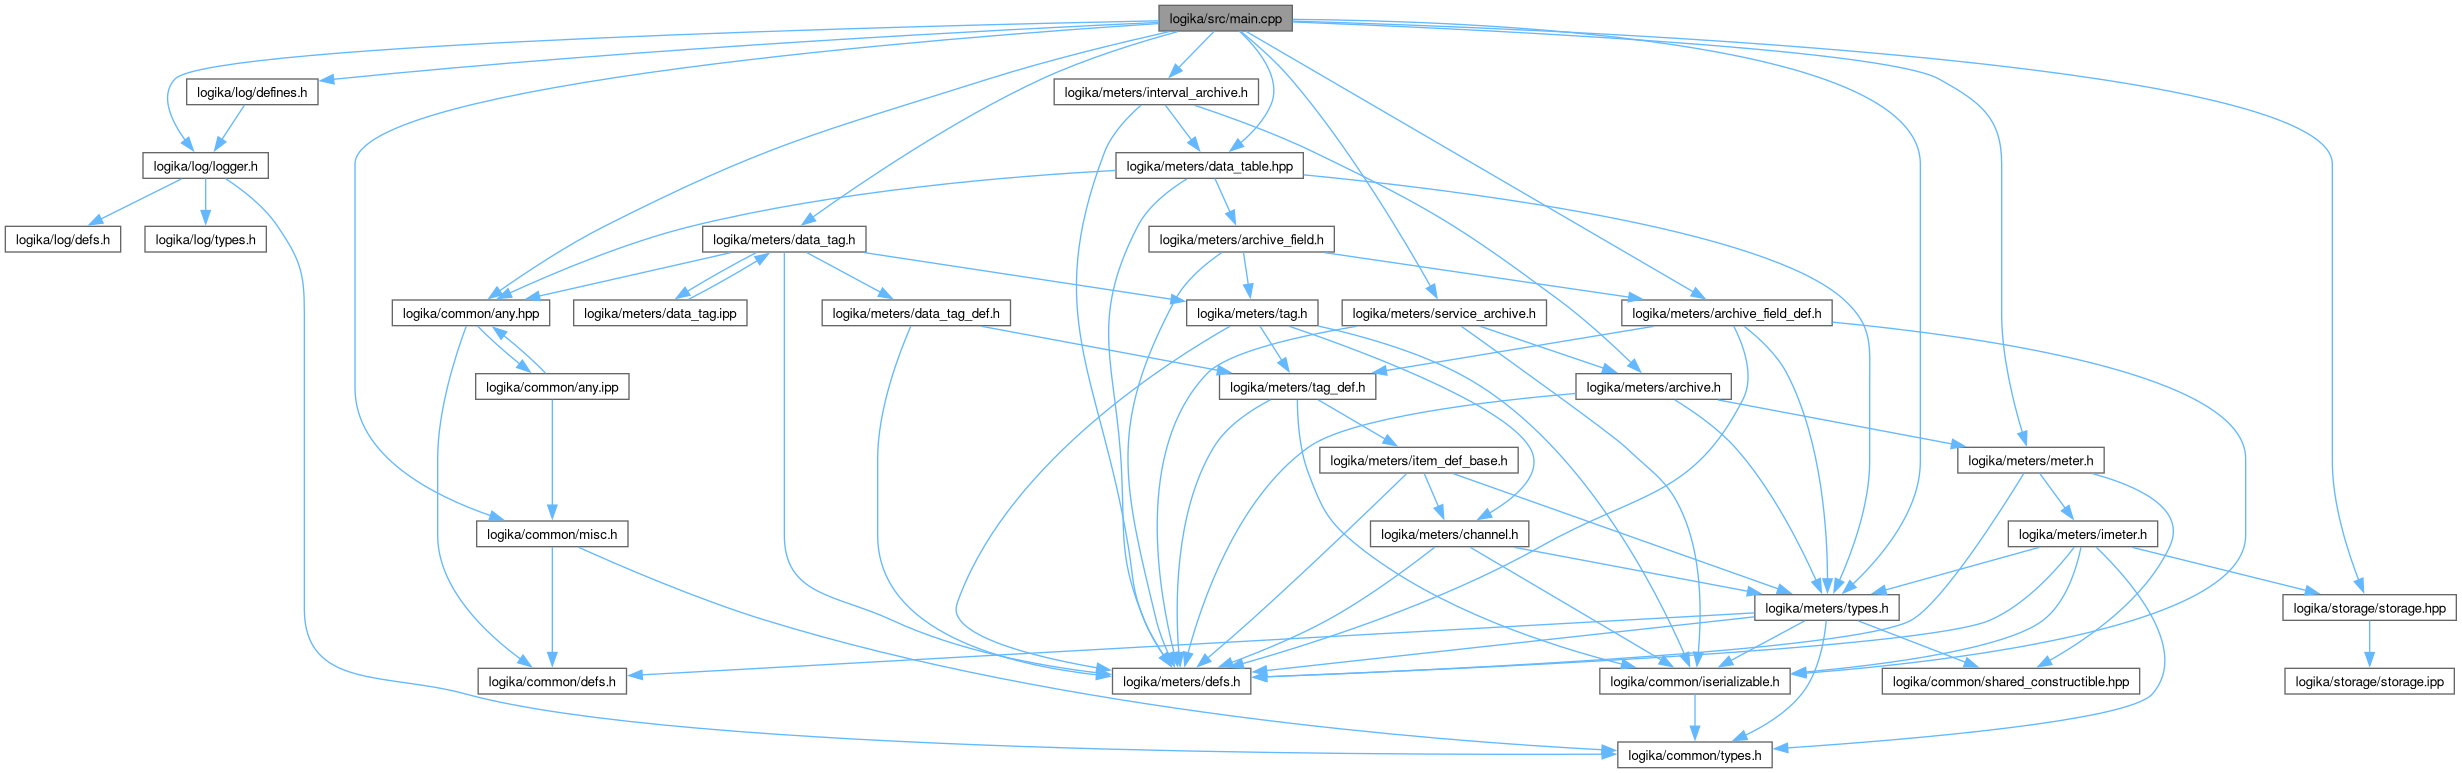 logika/src/main.cpp
logika/log/defines.h
logika/meters/interval_archive.h
logika/log/logger.h
logika/meters/data_table.hpp
logika/log/defs.h
logika/log/types.h
logika/meters/data_tag.h
logika/meters/archive_field.h
logika/common/any.hpp
logika/meters/data_tag.ipp
logika/meters/data_tag_def.h
logika/meters/tag.h
logika/meters/service_archive.h
logika/meters/archive_field_def.h
logika/common/any.ipp
logika/meters/tag_def.h
logika/meters/archive.h
logika/meters/item_def_base.h
logika/meters/meter.h
logika/common/misc.h
logika/meters/channel.h
logika/meters/imeter.h
logika/meters/types.h
logika/storage/storage.hpp
logika/common/defs.h
logika/meters/defs.h
logika/common/iserializable.h
logika/common/shared_constructible.hpp
logika/storage/storage.ipp
logika/common/types.h